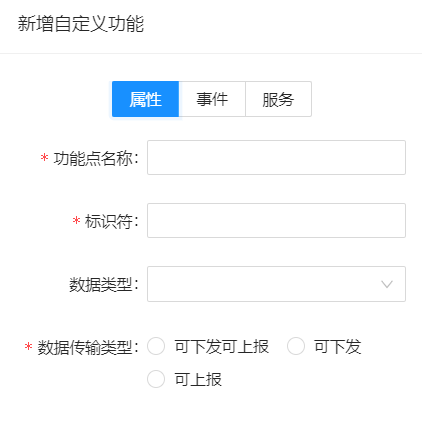 新增自定义功能
属性 事件 服务
* 功能点名称:
* 标识符:
数据类型:
* 数据传输类型: 可下发可上报 可下发
可上报